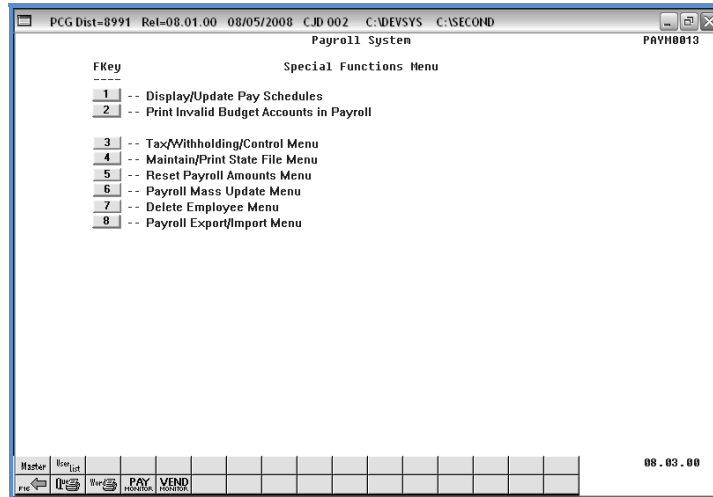 PCG Dist=8991 Rel=08.01.00 08/05/2008 CJD 002 C:\DEVSYS C:\SECOND
Payroll System PAYM0013
FKey Special Functions Menu
----
1 -- Display/Update Pay Schedules
2 -- Print Invalid Budget Accounts in Payroll
3 -- Tax/Withholding/Control Menu
4 -- Maintain/Print State File Menu
5 -- Reset Payroll Amounts Menu
6 -- Payroll Mass Update Menu
7 -- Delete Employee Menu
8 -- Payroll Export/Import Menu
Master User list 08.03.00
F16 Que Word PAY MONITOR VEND MONITOR